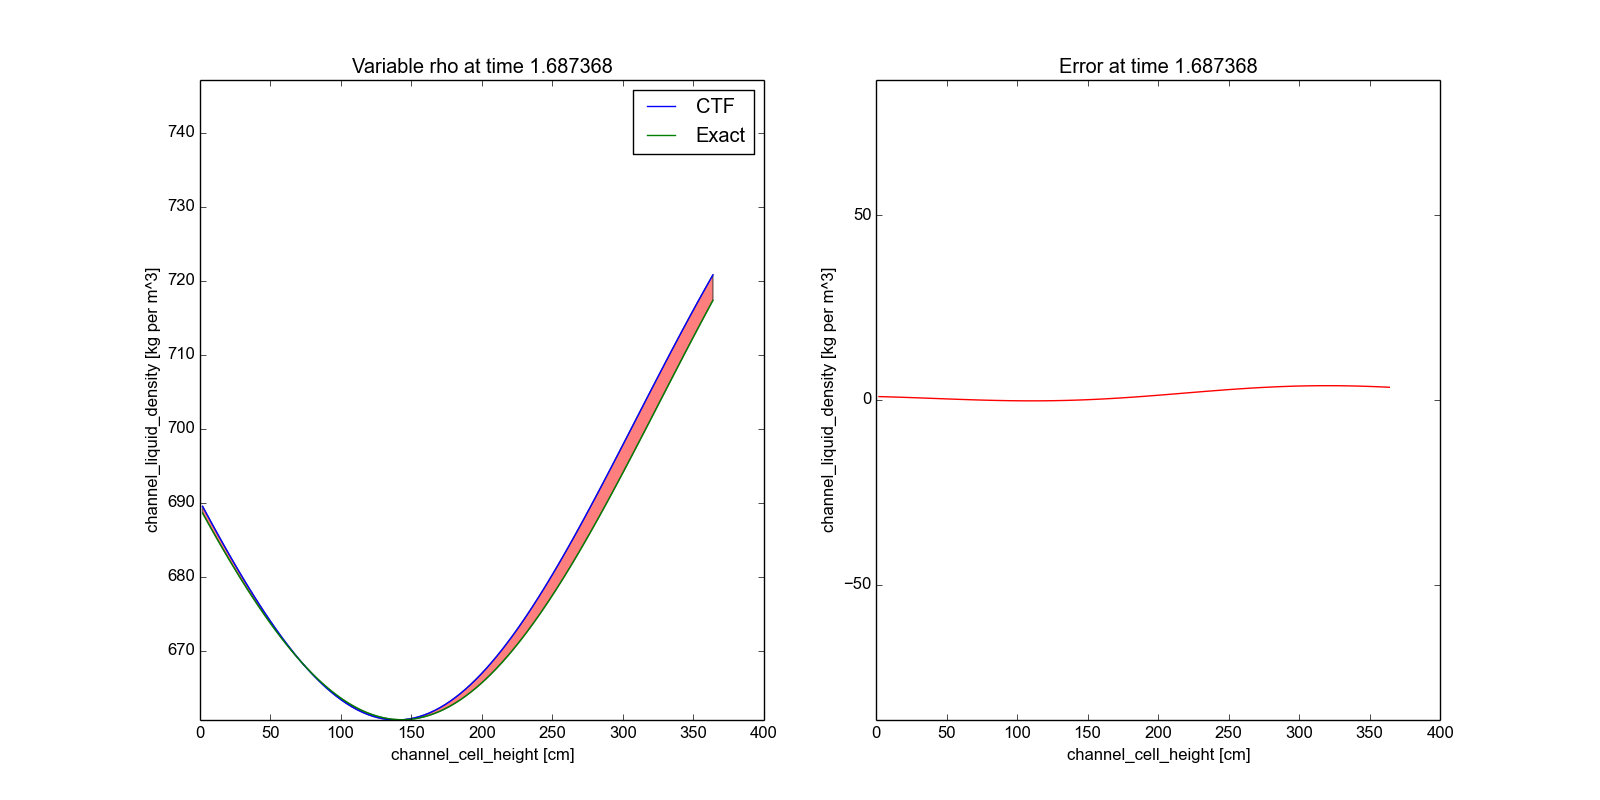 Variable rho at time 1.687368
CTF
Exact
740
730
720
710
700
690
680
670
channel_liquid_density [kg per m^3]
0 50 100 150 200 250 300 350 400
channel_cell_height [cm]
Error at time 1.687368
50
0
−50
channel_liquid_density [kg per m^3]
0 50 100 150 200 250 300 350 400
channel_cell_height [cm]